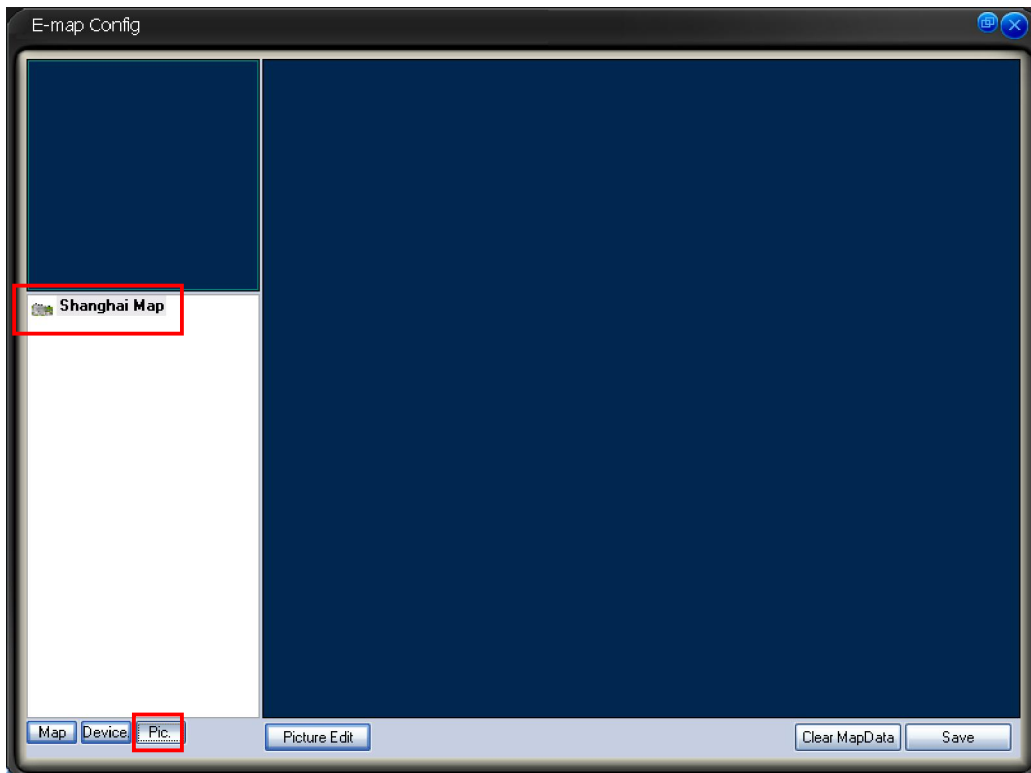 E-map Config
Shanghai Map
Map Device. Pic.
Picture Edit
Clear MapData
Save